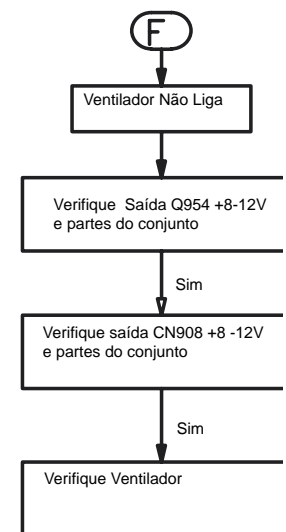 F
Ventilador Não Liga
Verifique Saída Q954 +8-12V
e partes do conjunto
Sim
Verifique saída CN908 +8 -12V
e partes do conjunto
Sim
Verifique Ventilador